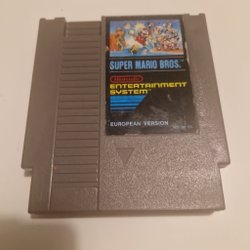 SUPER MARIO BROS.
Nintendo
ENTERTAINMENT
SYSTEM
EUROPEAN VERSION